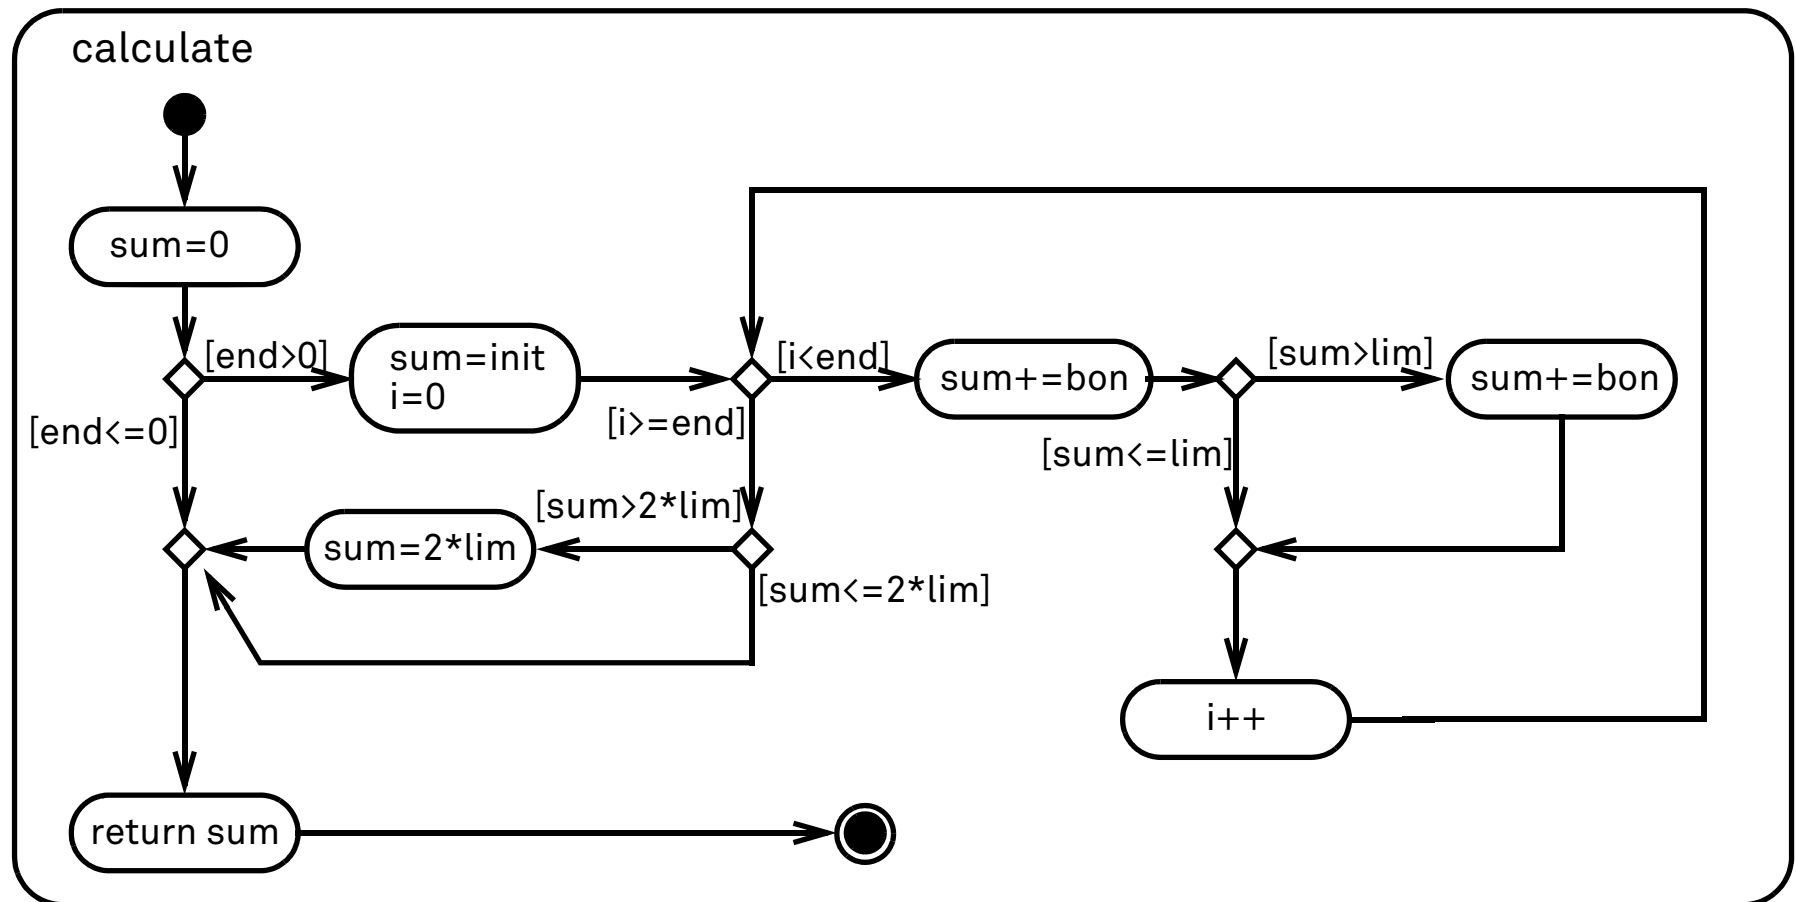 calculate
sum=0
[end>0]
sum=init
i=0
[i<end]
sum+=bon
[sum>lim]
sum+=bon
[end<=0]
[i>=end]
[sum<=lim]
[sum>2*lim]
sum=2*lim
[sum<=2*lim]
i++
return sum